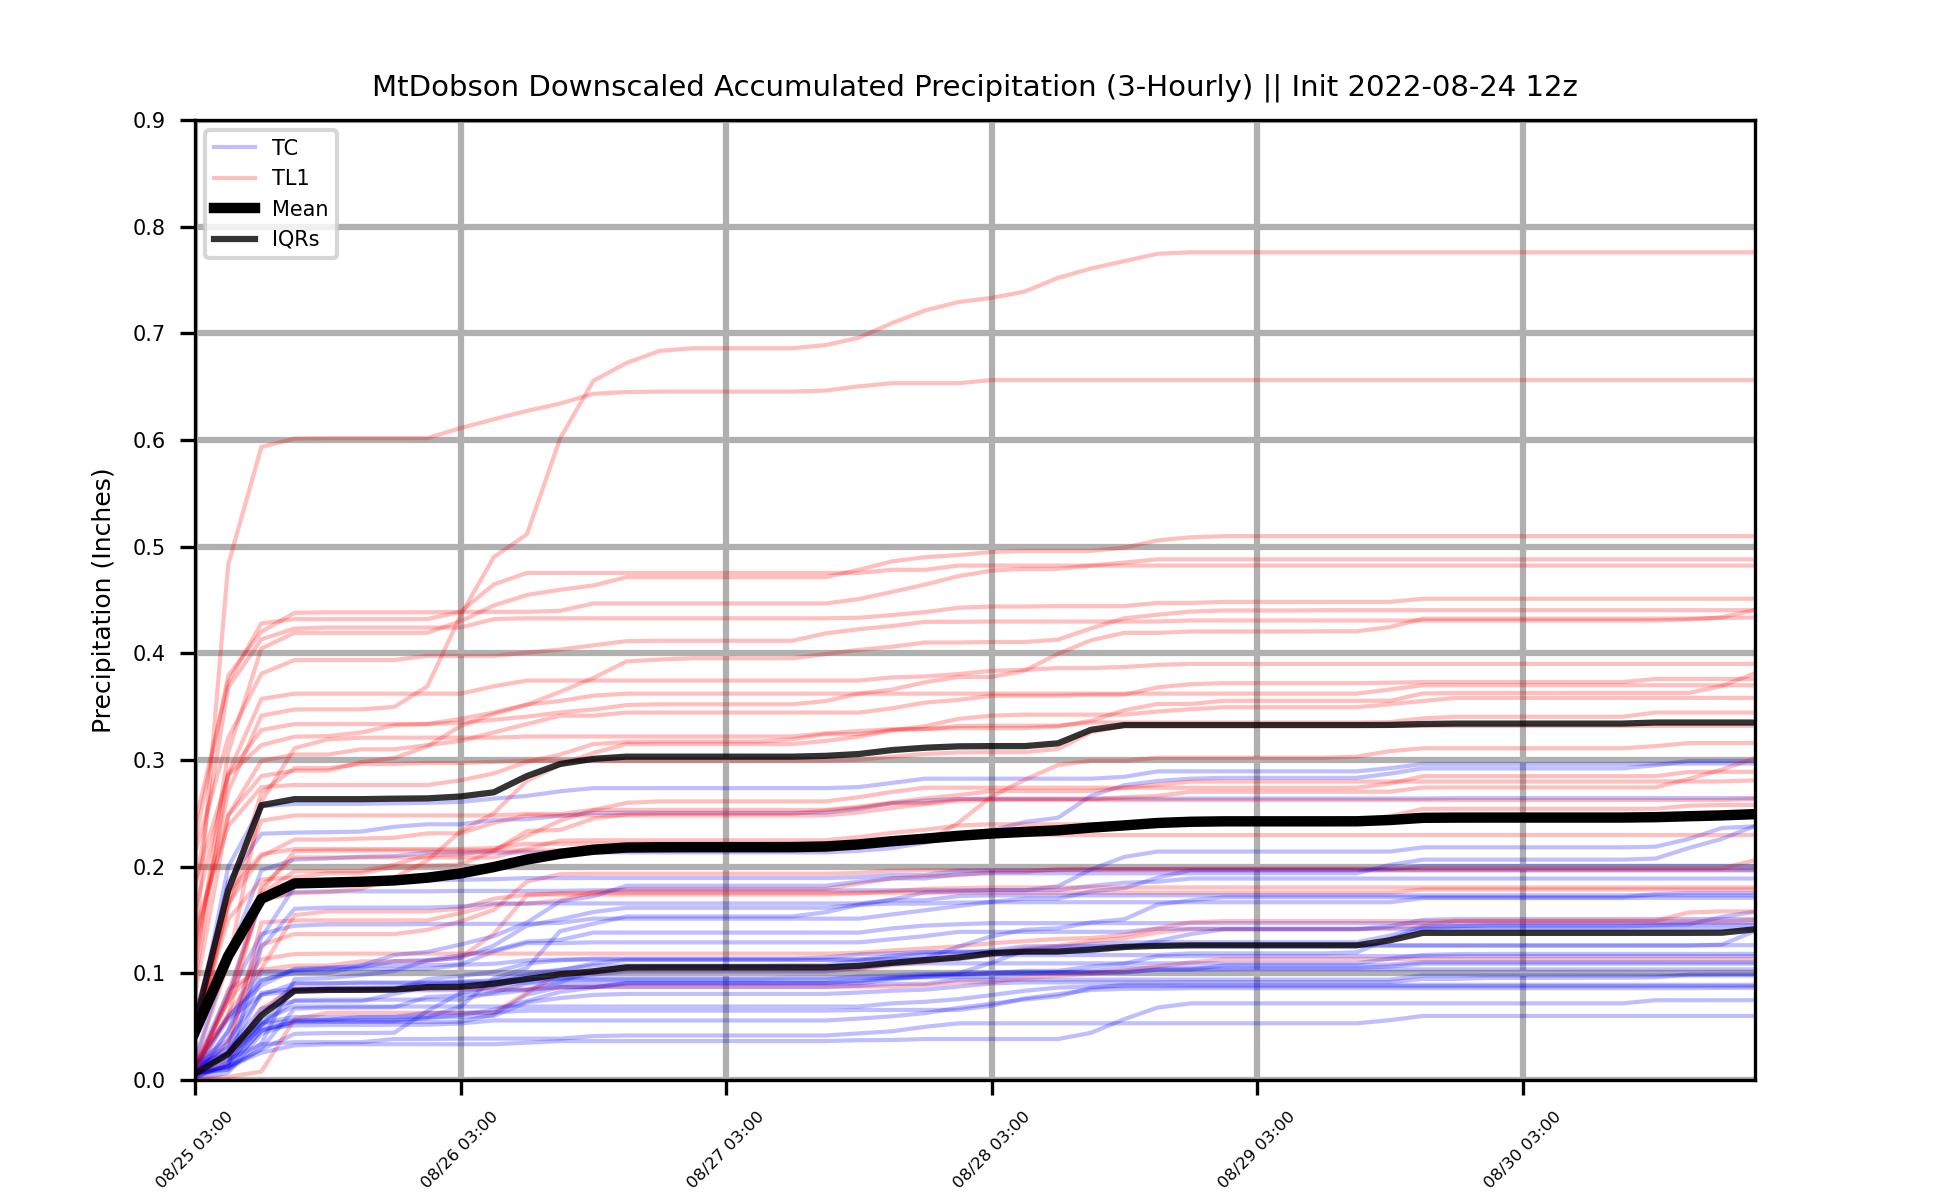 MtDobson Downscaled Accumulated Precipitation (3-Hourly) || Init 2022-08-24 12z
TC
TL1
Mean
IQRs
Precipitation (Inches)
0.9
0.8
0.7
0.6
0.5
0.4
0.3
0.2
0.1
0.0
08/25 03:00
08/26 03:00
08/27 03:00
08/28 03:00
08/29 03:00
08/30 03:00